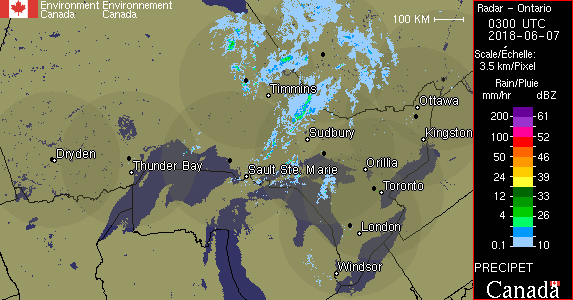 Environment Environnement
Canada Canada
100 KM
Timmins
Ottawa
Sudbury
Kingston
Dryden
Thunder Bay
Sault Ste. Marie
Orillia
Toronto
London
Windsor
Radar - Ontario
0300 UTC
2018-06-07
Scale/Échelle:
3.5 km/Pixel
Rain/Pluie
mm/hr dBZ
200 61
100 56
100 52
50 46
24 39
12 33
4 26
0.1 10
PRECIPET
Canada